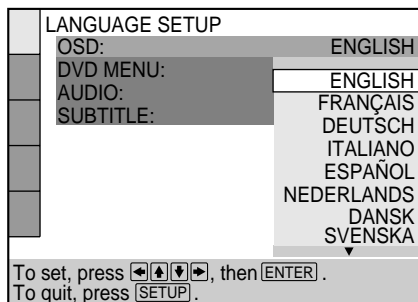 LANGUAGE SETUP
OSD: ENGLISH
DVD MENU:
AUDIO:
SUBTITLE:
ENGLISH
FRANÇAIS
DEUTSCH
ITALIANO
ESPAÑOL
NEDERLANDS
DANSK
SVENSKA
To set, press , then ENTER .
To quit, press SETUP .